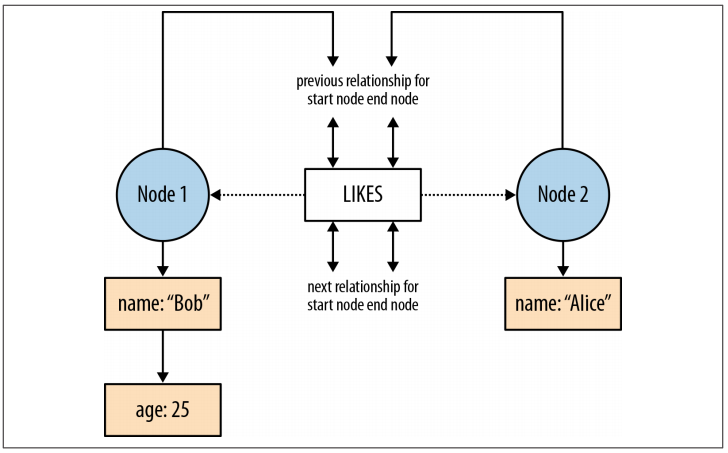 previous relationship for
start node end node
Node 1
LIKES
Node 2
name: “Bob”
next relationship for
start node end node
name: “Alice”
age: 25